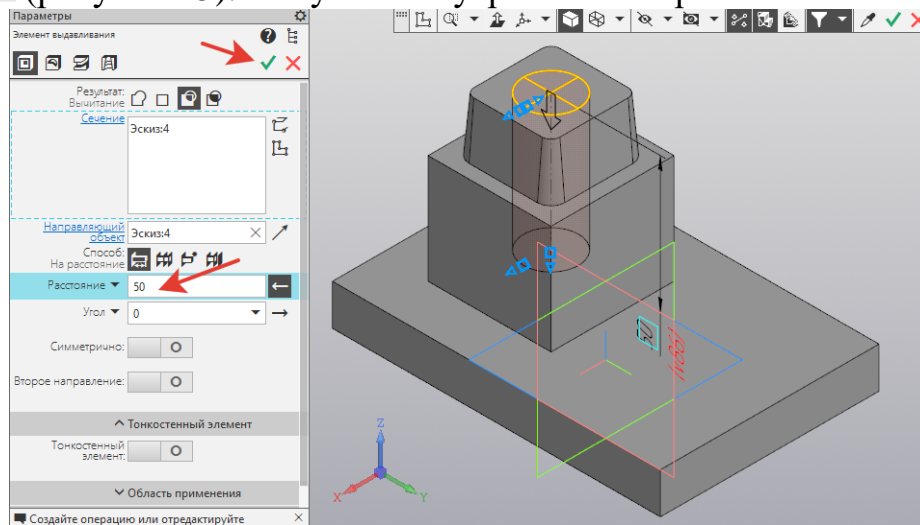 Параметры
Элемент выдавливания
Результат:
Вычитание
Сечение
Эскиз:4
Направляющий
объект
Эскиз:4
Способ:
На расстояние
Расстояние
50
Угол
0
Симметрично:
Второе направление:
Тонкостенный элемент
Тонкостенный
элемент:
Область применения
Создайте операцию или отредактируйте
Z
X
Y